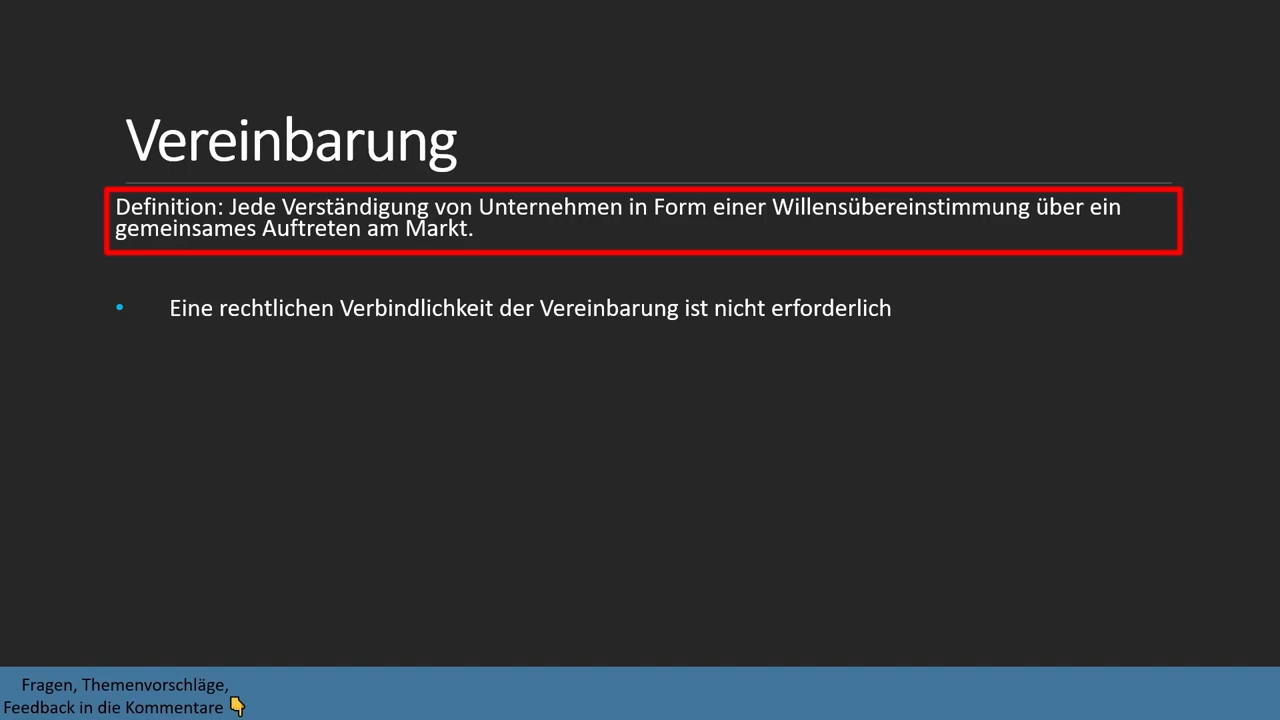 Vereinbarung
Definition: Jede Verständigung von Unternehmen in Form einer Willensübereinstimmung über ein
gemeinsames Auftreten am Markt.
• Eine rechtlichen Verbindlichkeit der Vereinbarung ist nicht erforderlich
Fragen, Themenvorschläge,
Feedback in die Kommentare 👇